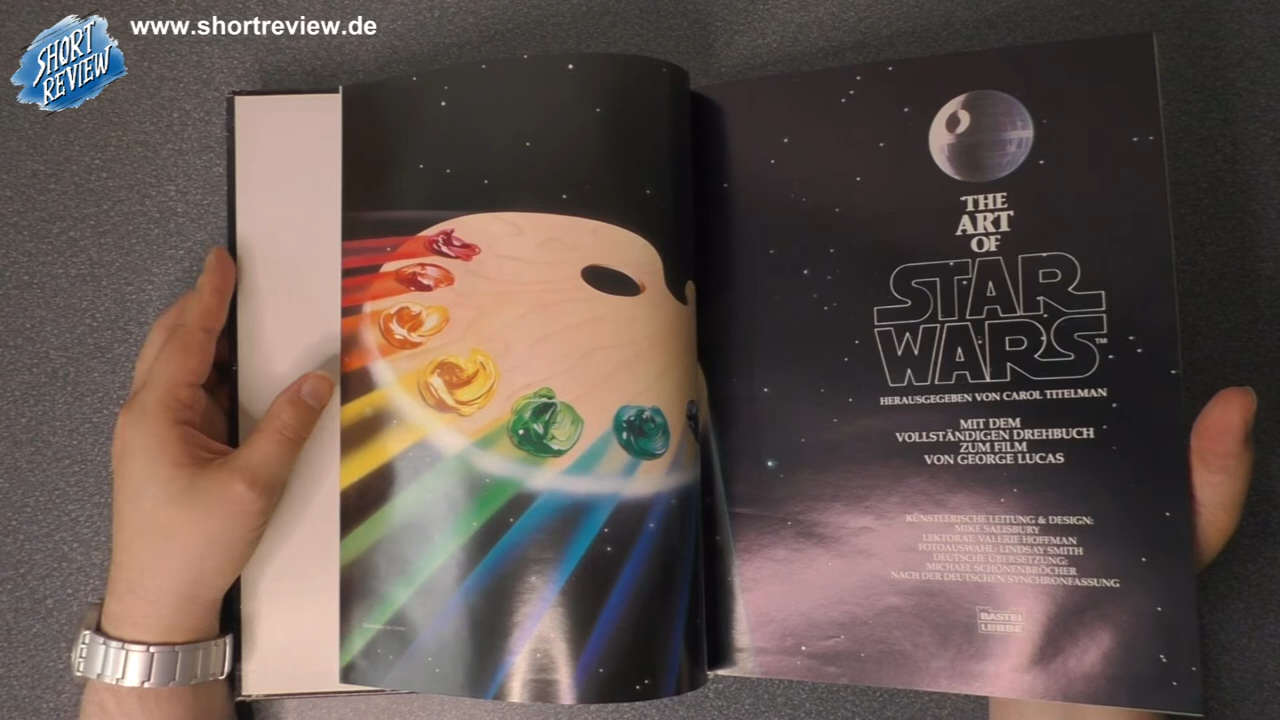 SHORT
REVIEW
www.shortreview.de
THE
ART
OF
STAR
WARS™
HERAUSGEGEBEN VON CAROL TITELMAN
MIT DEM
VOLLSTÄNDIGEN DREHBUCH
ZUM FILM
VON GEORGE LUCAS
KÜNSTLERISCHE LEITUNG & DESIGN:
MIKE SALISBURY
LEKTORAT: VALERIE HOFFMAN
FOTOAUSWAHL: LINDSAY SMITH
DEUTSCHE ÜBERSETZUNG:
MICHAEL SCHÖNENBRÖCHER
NACH DER DEUTSCHEN SYNCHRONFASSUNG
BASTEI
LÜBBE